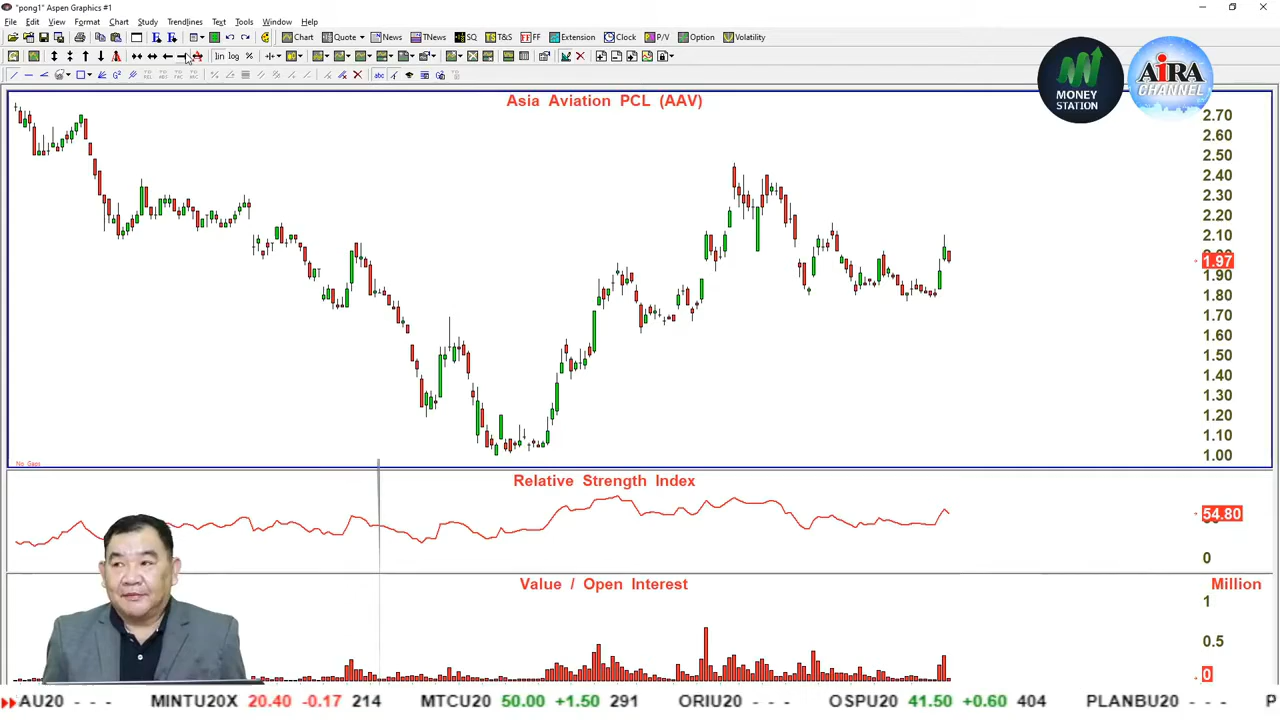 "pong1" Aspen Graphics #1
File Edit View Format Chart Study Trendlines Text Tools Window Help
Chart Quote News TNews SQ T&S FF Extension Clock P/V Option Volatility
lin log %
abc
MONEY STATION
AiRA CHANNEL
Asia Aviation PCL (AAV)
2.70
2.60
2.50
2.40
2.30
2.20
2.10
1.97
1.90
1.80
1.70
1.60
1.50
1.40
1.30
1.20
1.10
1.00
No Gaps
Relative Strength Index
54.80
0
Value / Open Interest
Million
1
0.5
0
AU20 - - - MINTU20X 20.40 -0.17 214 MTCU20 50.00 +1.50 291 ORIU20 - - - OSPU20 41.50 +0.60 404 PLANBU20 - - - P